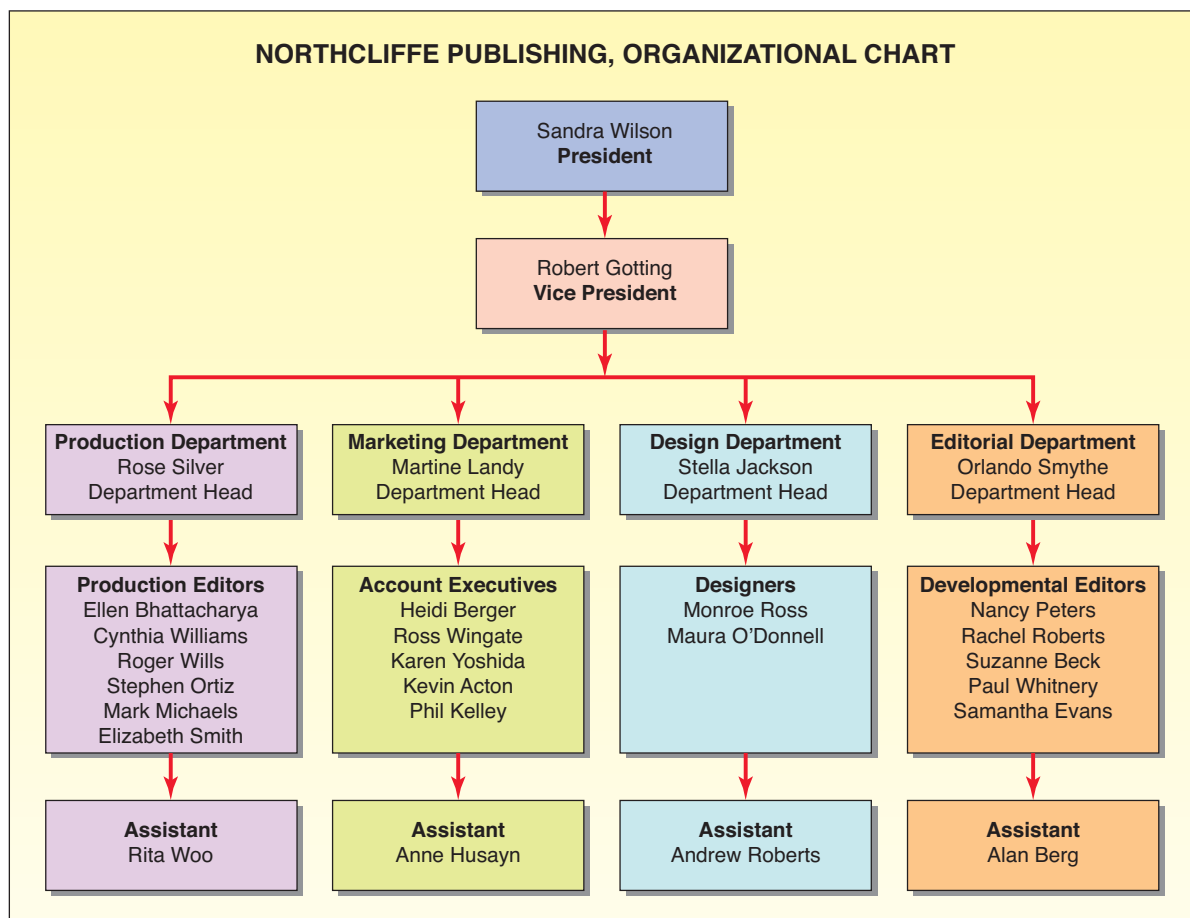 NORTHCLIFFE PUBLISHING, ORGANIZATIONAL CHART
Sandra Wilson
President
Robert Gotting
Vice President
Production Department
Rose Silver
Department Head
Marketing Department
Martine Landy
Department Head
Design Department
Stella Jackson
Department Head
Editorial Department
Orlando Smythe
Department Head
Production Editors
Ellen Bhattacharya
Cynthia Williams
Roger Wills
Stephen Ortiz
Mark Michaels
Elizabeth Smith
Account Executives
Heidi Berger
Ross Wingate
Karen Yoshida
Kevin Acton
Phil Kelley
Designers
Monroe Ross
Maura O’Donnell
Developmental Editors
Nancy Peters
Rachel Roberts
Suzanne Beck
Paul Whitnery
Samantha Evans
Assistant
Rita Woo
Assistant
Anne Husayn
Assistant
Andrew Roberts
Assistant
Alan Berg